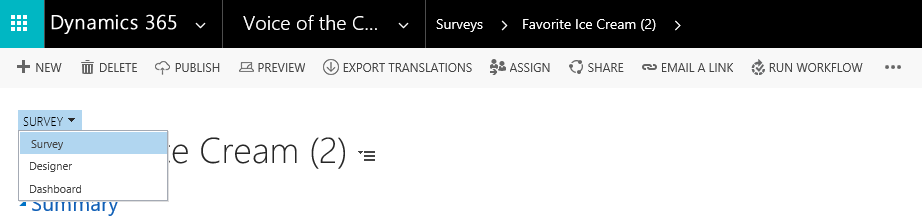 Dynamics 365 Voice of the C... Surveys Favorite Ice Cream (2)
NEW DELETE PUBLISH PREVIEW EXPORT TRANSLATIONS ASSIGN SHARE EMAIL A LINK RUN WORKFLOW ...
SURVEY
Survey
ce Cream (2)
Designer
Dashboard
Summary